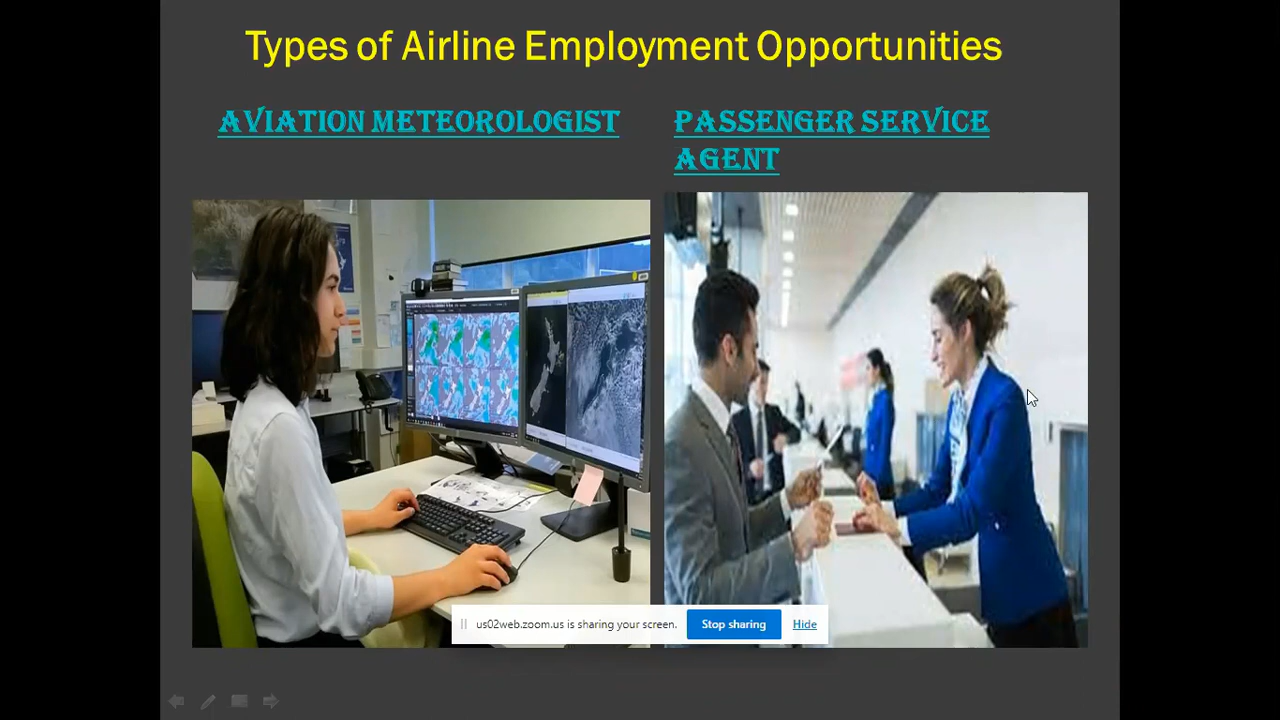 Types of Airline Employment Opportunities
AVIATION METEOROLOGIST
PASSENGER SERVICE
AGENT
us02web.zoom.us is sharing your screen. Stop sharing Hide